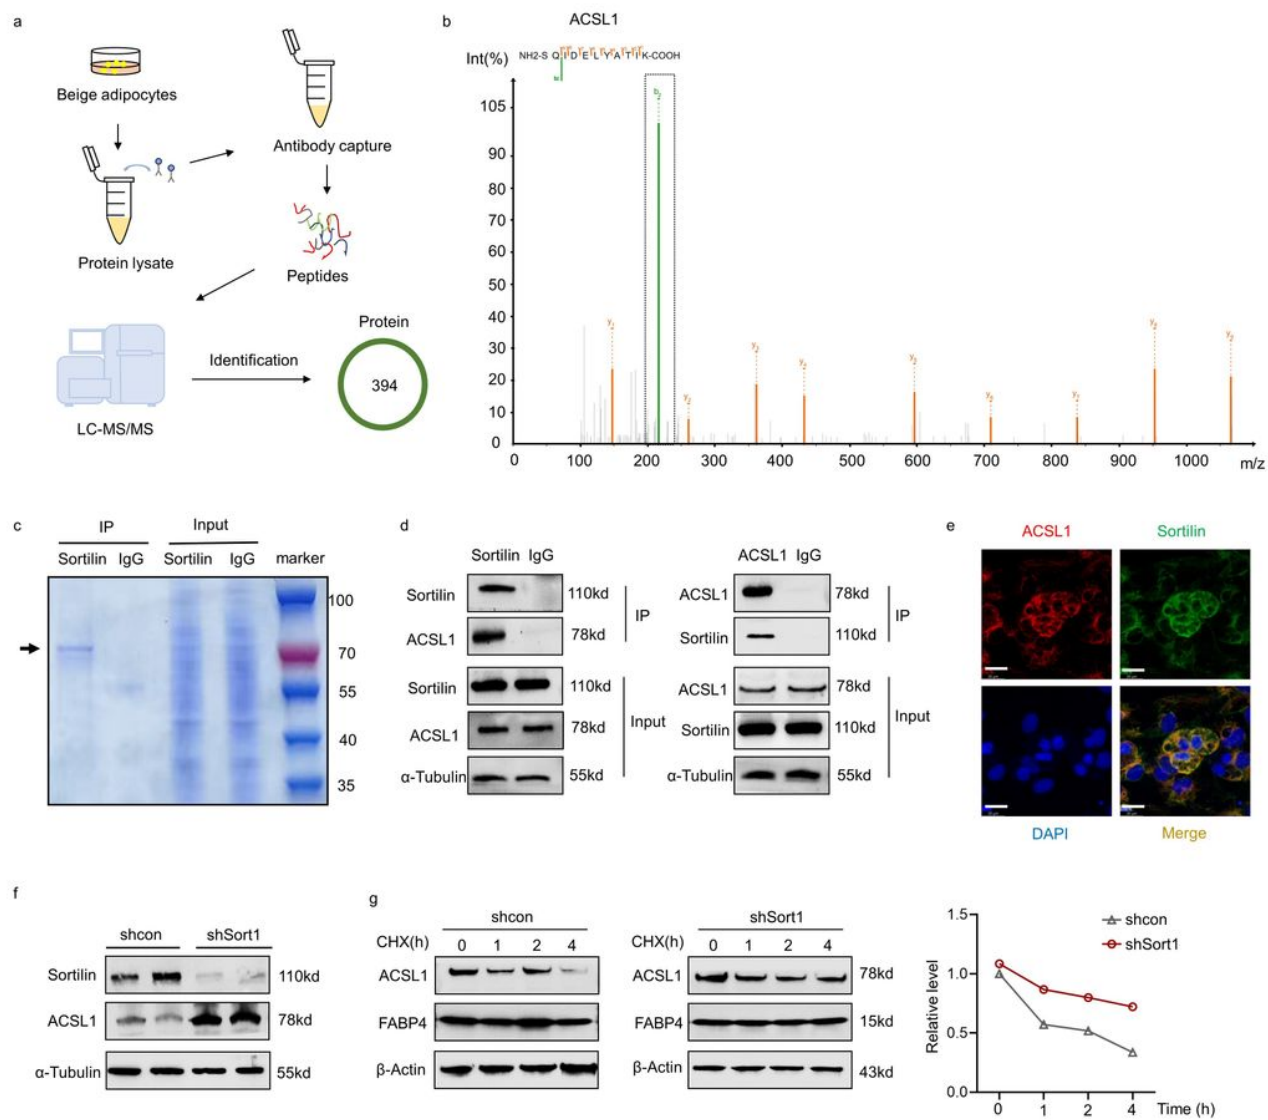 a
Beige adipocytes
Protein lysate
Antibody capture
Peptides
LC-MS/MS
Identification
Protein
394
b
ACSL1
NH2-S Q I D E L Y A T I K-COOH
Int(%)
105
90
80
70
60
50
40
30
20
10
0
b2
0 100 200 300 400 500 600 700 800 900 1000 m/z
c
IP Input
Sortilin IgG Sortilin IgG marker
100
70
55
40
35
d
Sortilin IgG
Sortilin 110kd
ACSL1 78kd
IP
Sortilin 110kd
ACSL1 78kd
α-Tubulin 55kd
Input
ACSL1 IgG
ACSL1 78kd
Sortilin 110kd
IP
ACSL1 78kd
Sortilin 110kd
α-Tubulin 55kd
Input
e
ACSL1 Sortilin
DAPI Merge
f
shcon shSort1
Sortilin 110kd
ACSL1 78kd
α-Tubulin 55kd
g
shcon
CHX(h) 0 1 2 4
ACSL1
FABP4
β-Actin
shSort1
CHX(h) 0 1 2 4
ACSL1 78kd
FABP4 15kd
β-Actin 43kd
Relative level
1.5
1.0
0.5
0.0
shcon
shSort1
0 1 2 4 Time (h)